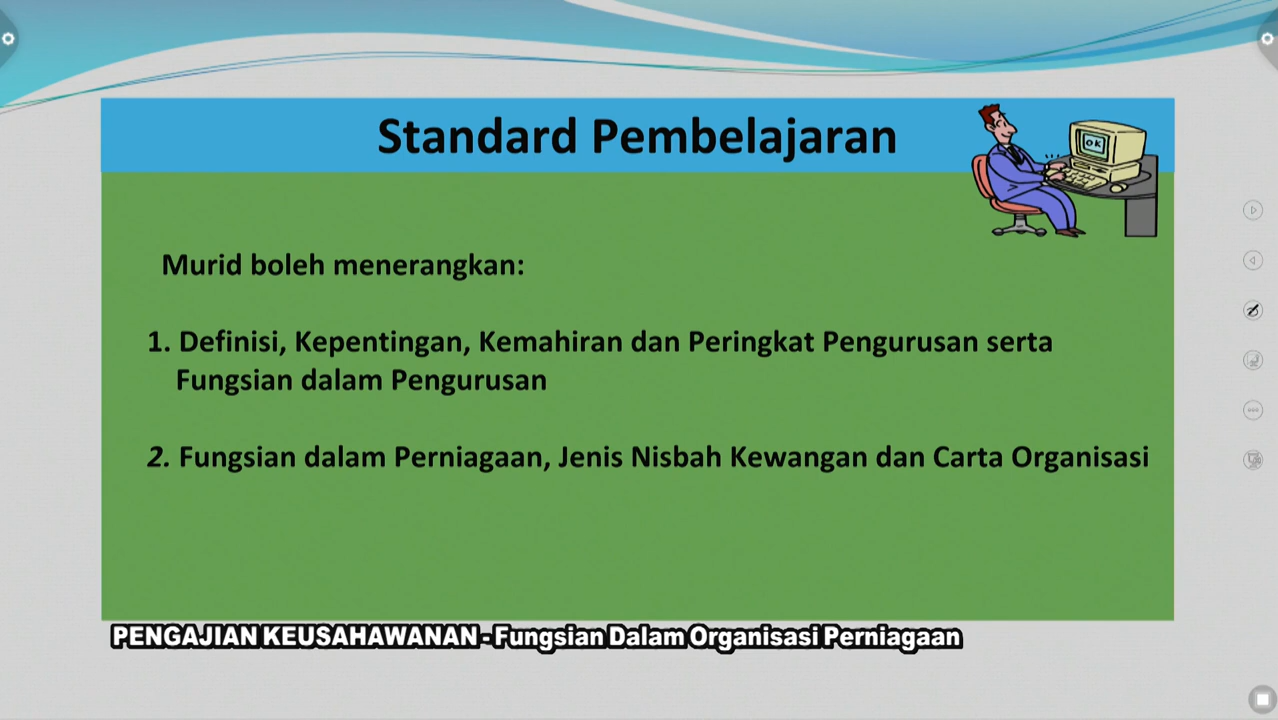 Standard Pembelajaran
OK
Murid boleh menerangkan:
1. Definisi, Kepentingan, Kemahiran dan Peringkat Pengurusan serta
Fungsian dalam Pengurusan
2. Fungsian dalam Perniagaan, Jenis Nisbah Kewangan dan Carta Organisasi
PENGAJIAN KEUSAHAWANAN - Fungsian Dalam Organisasi Perniagaan